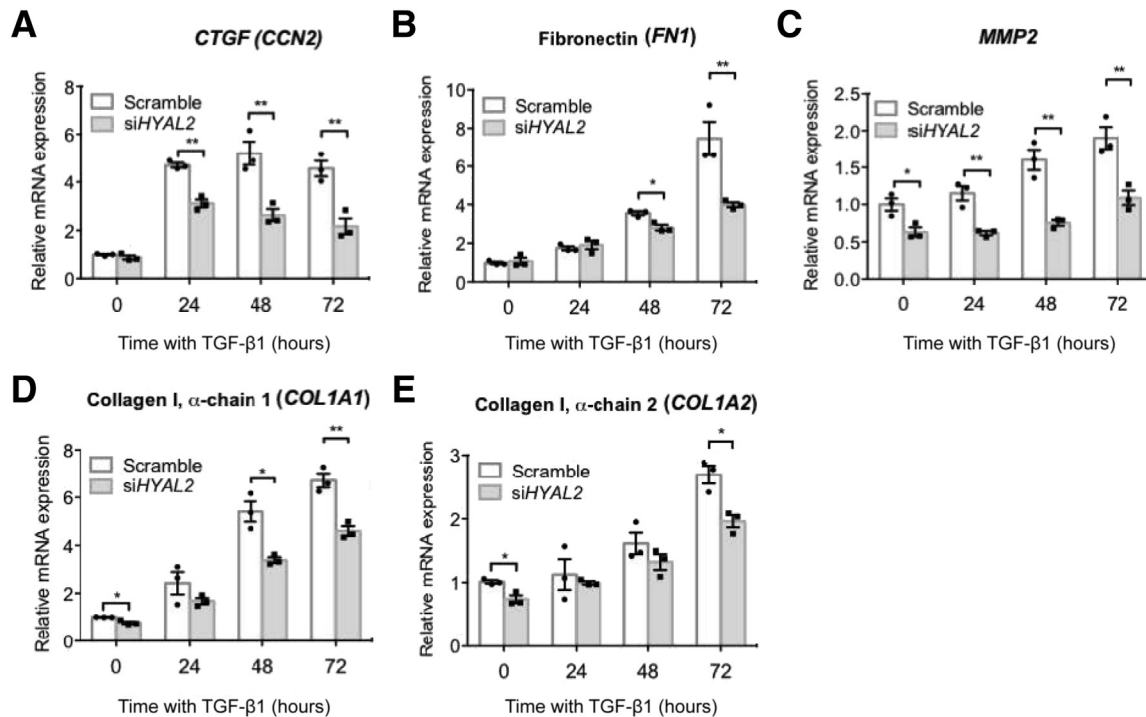 A
CTGF (CCN2)
Relative mRNA expression
8
6
4
2
0
Scramble
siHYAL2
**
**
**
0 24 48 72
Time with TGF-β1 (hours)
B
Fibronectin (FN1)
Relative mRNA expression
10
8
6
4
2
0
Scramble
siHYAL2
*
**
0 24 48 72
Time with TGF-β1 (hours)
C
MMP2
Relative mRNA expression
2.5
2.0
1.5
1.0
0.5
0.0
Scramble
siHYAL2
*
**
**
**
0 24 48 72
Time with TGF-β1 (hours)
D
Collagen I, α-chain 1 (COL1A1)
Relative mRNA expression
8
6
4
2
0
Scramble
siHYAL2
*
*
**
0 24 48 72
Time with TGF-β1 (hours)
E
Collagen I, α-chain 2 (COL1A2)
Relative mRNA expression
3
2
1
0
Scramble
siHYAL2
*
*
0 24 48 72
Time with TGF-β1 (hours)